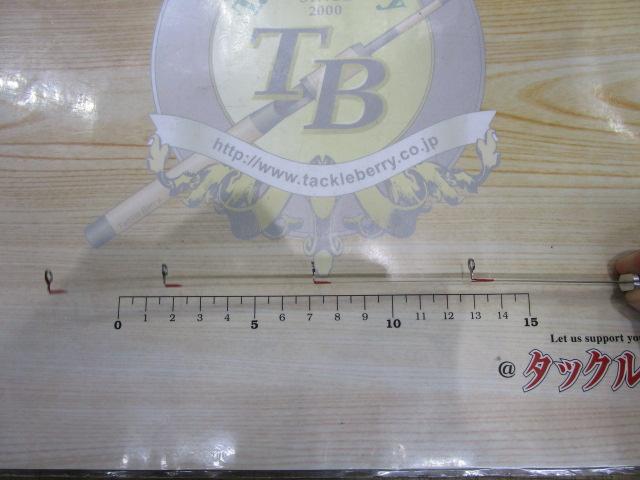 2000
TB
http://www.tackleberry.co.jp
0 1 2 3 4 5 6 7 8 9 10 11 12 13 14 15
Let us support
@ タックル